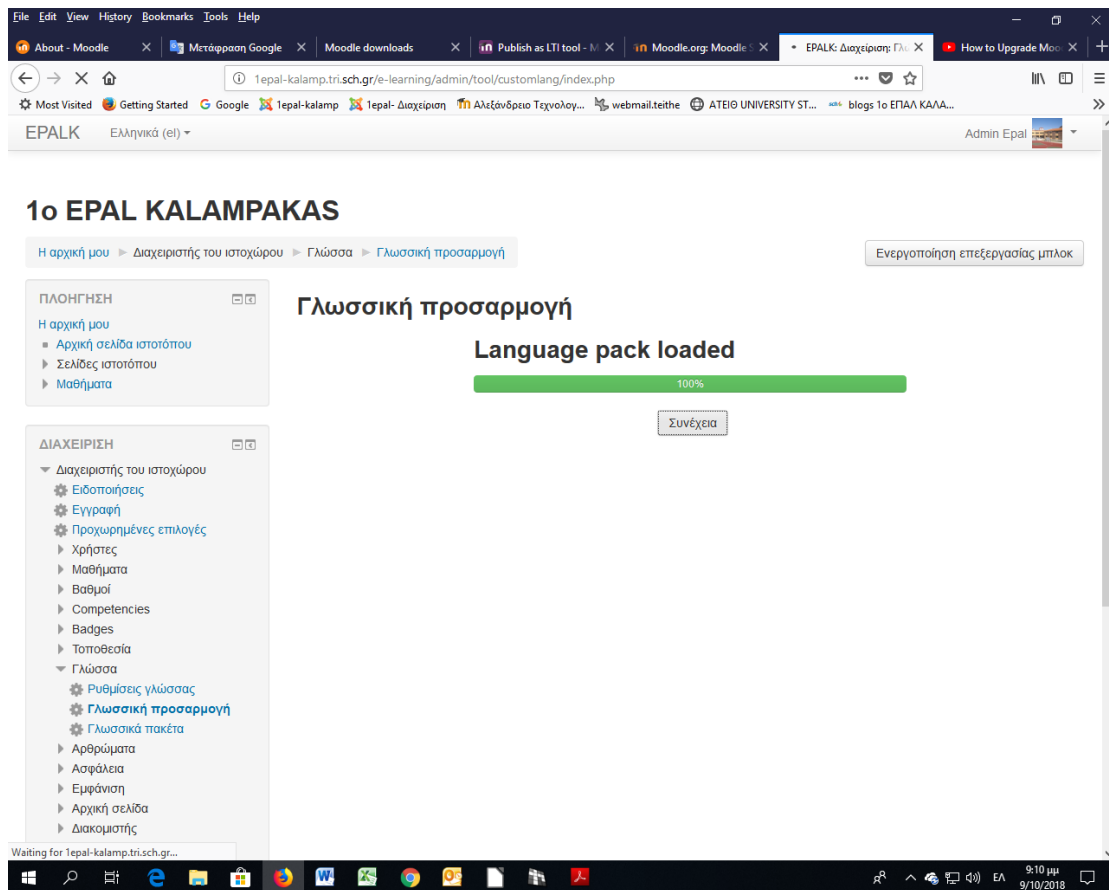 File Edit View History Bookmarks Tools Help
About - Moodle
Μετάφραση Google
Moodle downloads
Publish as LTI tool - M
Moodle.org: Moodle S
EPALK: Διαχείριση: Γλω
How to Upgrade Moo
1epal-kalamp.tri.sch.gr/e-learning/admin/tool/customlang/index.php
Most Visited Getting Started Google 1epal-kalamp 1epal- Διαχείριση Αλεξάνδρειο Τεχνολογ... webmail.teithe ΑΤΕΙΘ UNIVERSITY ST... blogs 1ο ΕΠΑΛ ΚΑΛΑ...
EPALK Ελληνικά (el) Admin Epal
1o EPAL KALAMPAKAS
Η αρχική μου Διαχειριστής του ιστοχώρου Γλώσσα Γλωσσική προσαρμογή
Ενεργοποίηση επεξεργασίας μπλοκ
ΠΛΟΗΓΗΣΗ
Η αρχική μου
Αρχική σελίδα ιστοτόπου
Σελίδες ιστοτόπου
Μαθήματα
Γλωσσική προσαρμογή
Language pack loaded
100%
Συνέχεια
ΔΙΑΧΕΙΡΙΣΗ
Διαχειριστής του ιστοχώρου
Ειδοποιήσεις
Εγγραφή
Προχωρημένες επιλογές
Χρήστες
Μαθήματα
Βαθμοί
Competencies
Badges
Τοποθεσία
Γλώσσα
Ρυθμίσεις γλώσσας
Γλωσσική προσαρμογή
Γλωσσικά πακέτα
Αρθρώματα
Ασφάλεια
Εμφάνιση
Αρχική σελίδα
Διακομιστής
Waiting for 1epal-kalamp.tri.sch.gr...
ΕΛ
9:10 μμ
9/10/2018